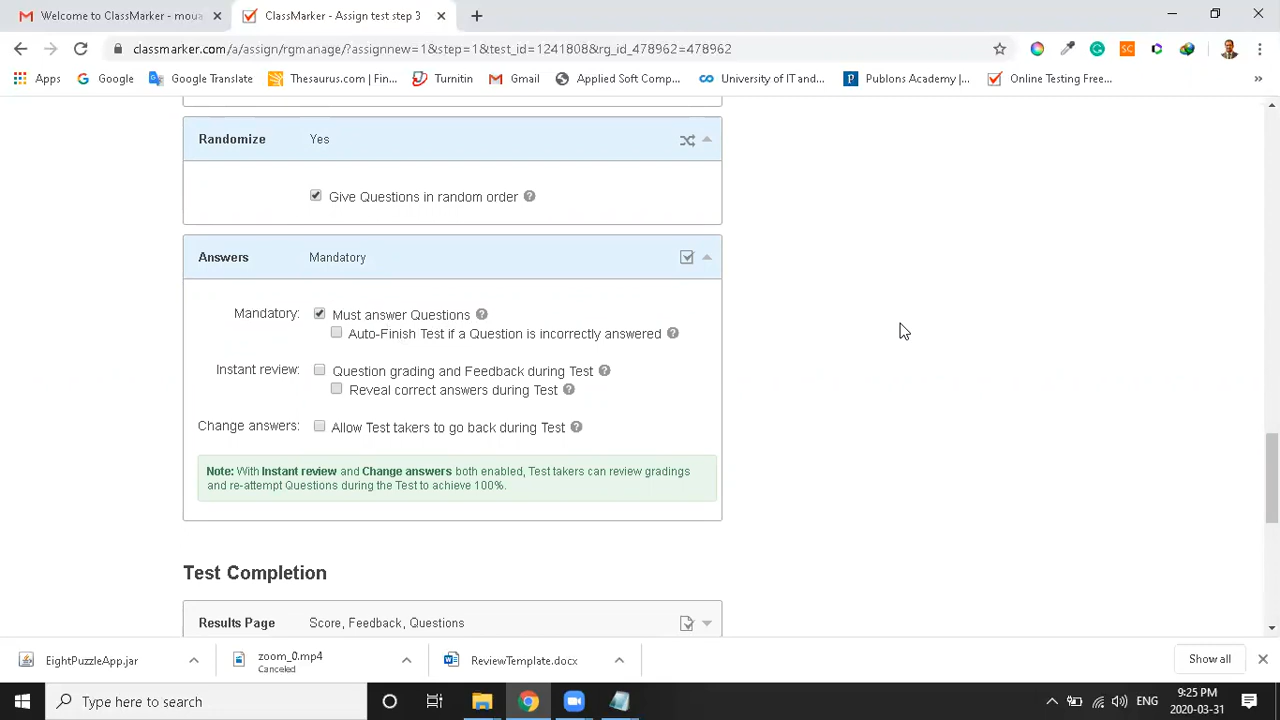 Welcome to ClassMarker - moua
ClassMarker - Assign test step 3
classmarker.com/a/assign/rgmanage/?assignnew=1&step=1&test_id=1241808&rg_id_478962=478962
Apps
Google
Google Translate
Thesaurus.com | Fin...
Turnitin
Gmail
Applied Soft Comp...
University of IT and...
Publons Academy |...
Online Testing Free...
»
Randomize Yes
Give Questions in random order
Answers Mandatory
Mandatory: Must answer Questions
Auto-Finish Test if a Question is incorrectly answered
Instant review: Question grading and Feedback during Test
Reveal correct answers during Test
Change answers: Allow Test takers to go back during Test
Note: With Instant review and Change answers both enabled, Test takers can review gradings
and re-attempt Questions during the Test to achieve 100%.
Test Completion
Results Page Score, Feedback, Questions
EightPuzzleApp.jar
zoom_0.mp4
Canceled
ReviewTemplate.docx
Show all
Type here to search
ENG
9:25 PM
2020-03-31